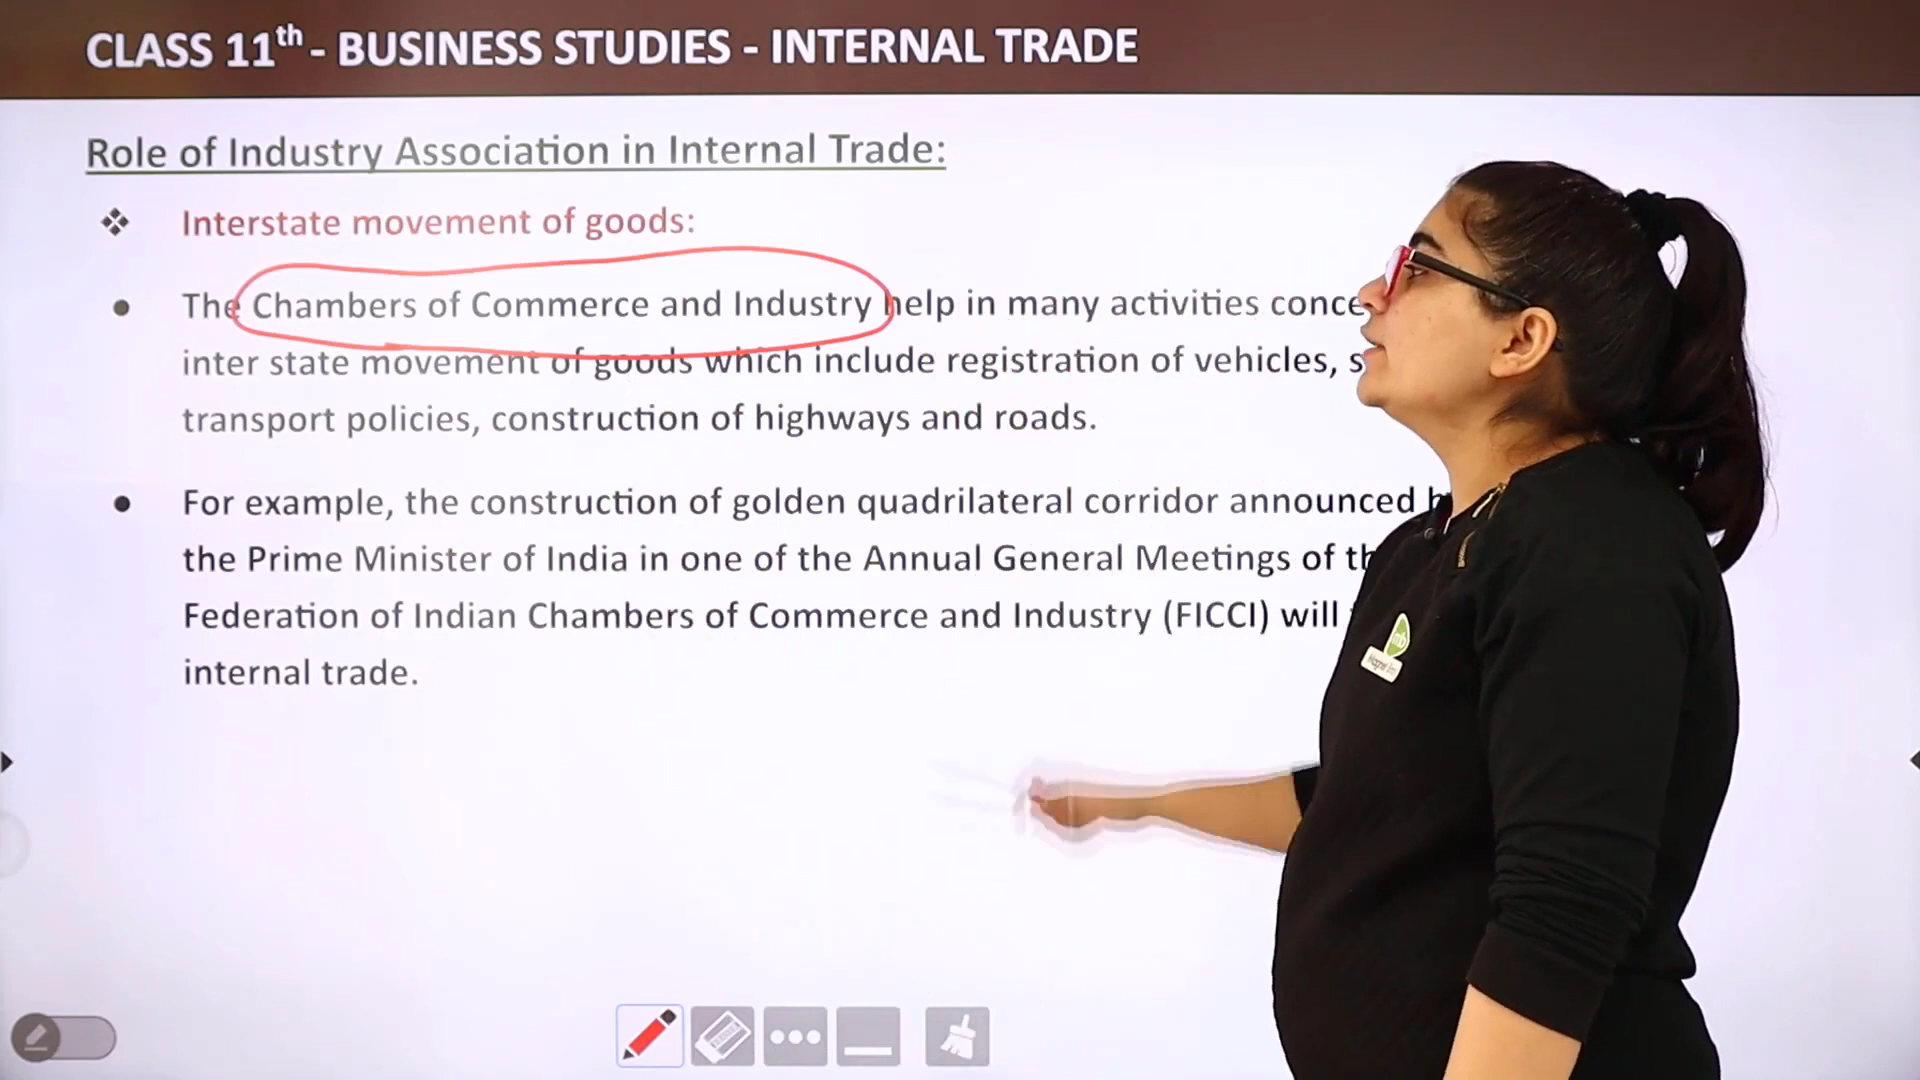 CLASS 11th - BUSINESS STUDIES - INTERNAL TRADE
Role of Industry Association in Internal Trade:
❖ Interstate movement of goods:
● The Chambers of Commerce and Industry help in many activities conce
inter state movement of goods which include registration of vehicles, s
transport policies, construction of highways and roads.
● For example, the construction of golden quadrilateral corridor announced
the Prime Minister of India in one of the Annual General Meetings of th
Federation of Indian Chambers of Commerce and Industry (FICCI) will
internal trade.
mb